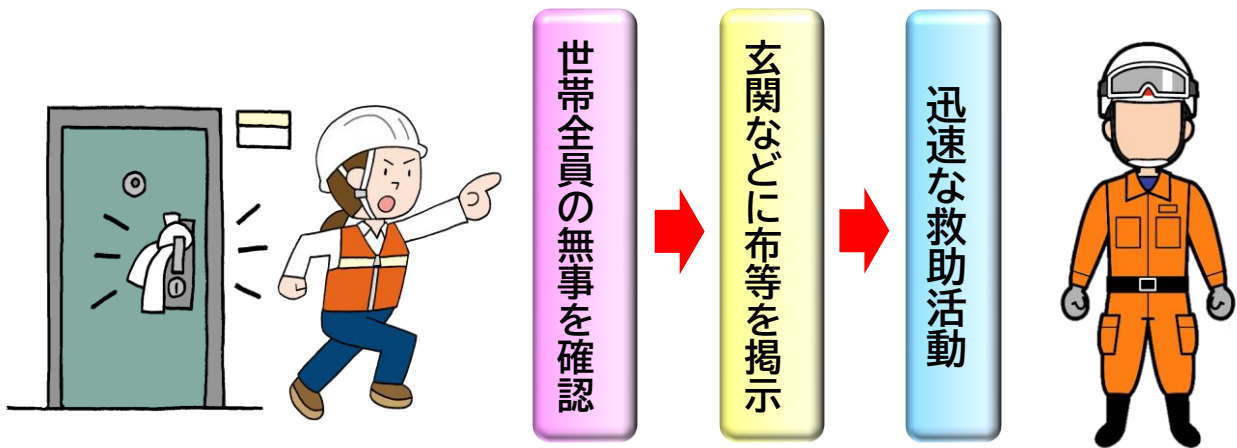 世帯全員の無事を確認
玄関などに布等を掲示
迅速な救助活動